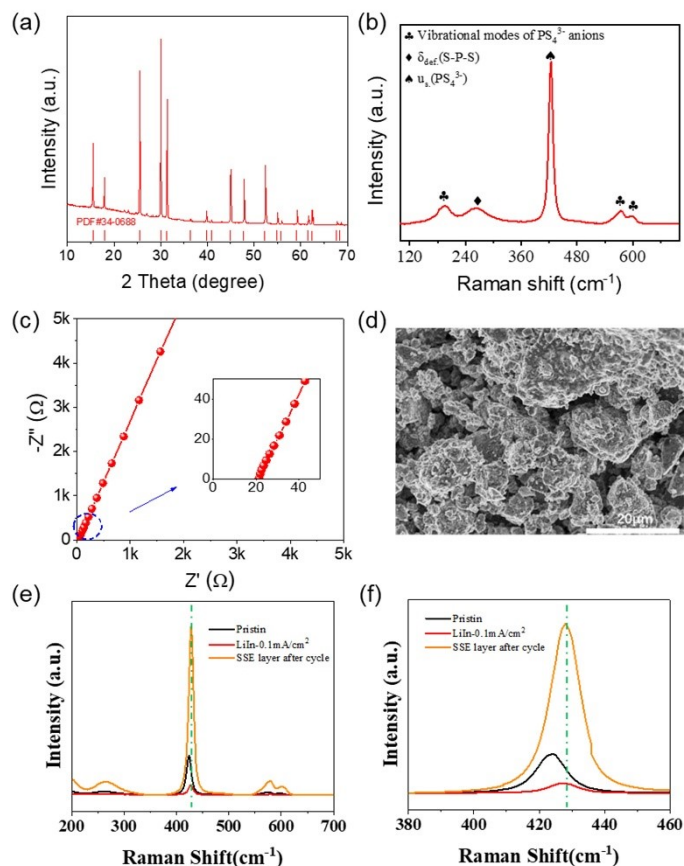 (a)
Intensity (a.u.)
PDF#34-0688
10 20 30 40 50 60 70
2 Theta (degree)
(b)
Intensity (a.u.)
♣ Vibrational modes of PS₄³⁻ anions
♦ δdef.(S-P-S)
♠ us.(PS₄³⁻)
♠
♣ ♦ ♣ ♣
120 240 360 480 600
Raman shift (cm⁻¹)
(c)
-Z'' (Ω)
5k
4k
3k
2k
1k
0
40
20
0
0 20 40
0 1k 2k 3k 4k 5k
Z' (Ω)
(d)
20μm
(e)
Intensity (a.u.)
Pristin
LiIn-0.1mA/cm²
SSE layer after cycle
200 300 400 500 600 700
Raman Shift(cm⁻¹)
(f)
Intensity (a.u.)
Pristin
LiIn-0.1mA/cm²
SSE layer after cycle
380 400 420 440 460
Raman Shift(cm⁻¹)